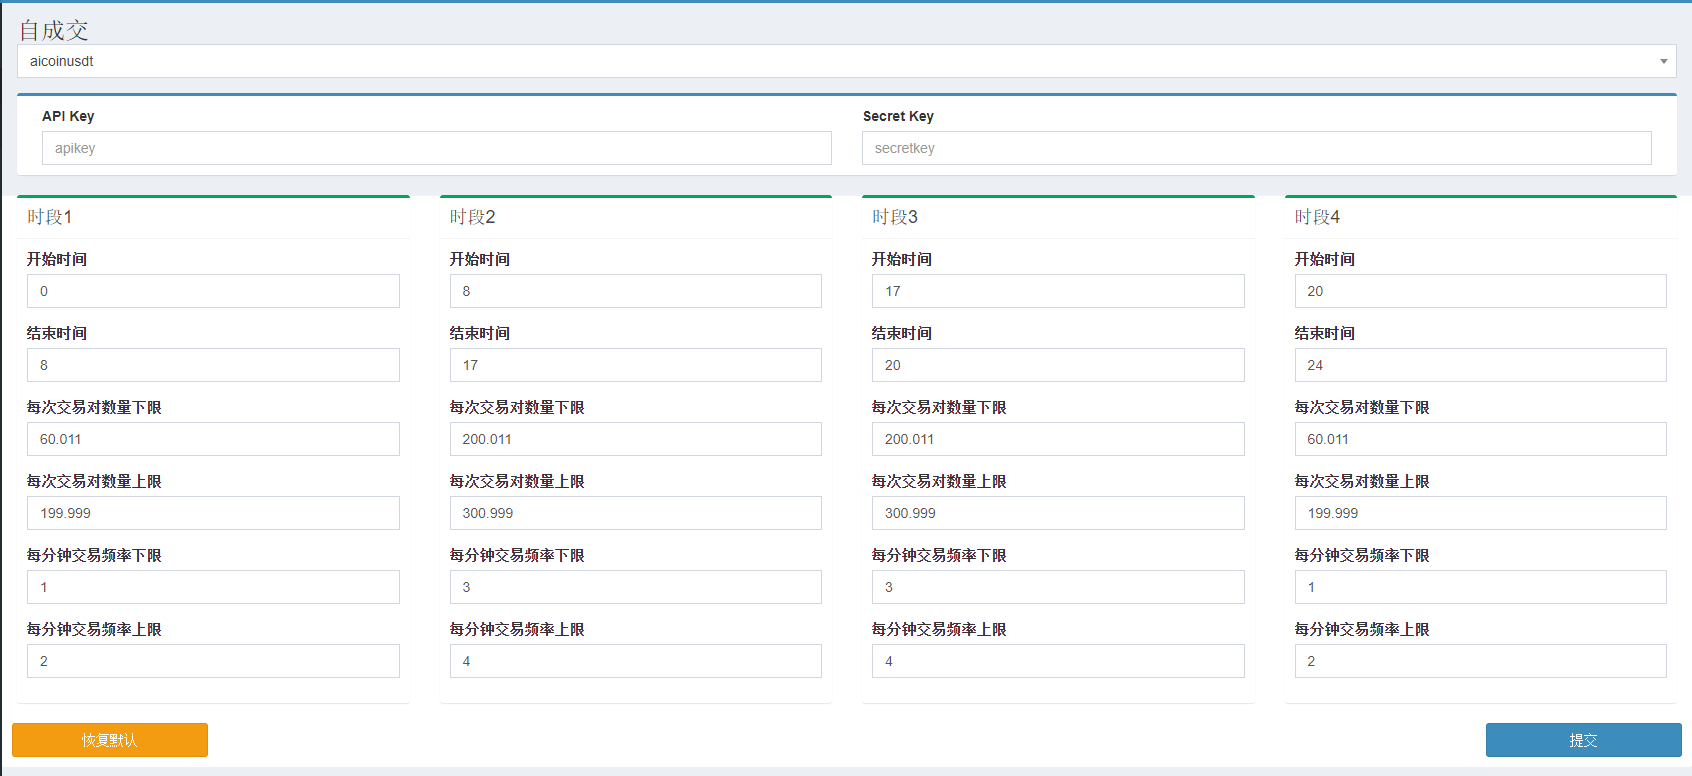 自成交
aicoinusdt
API Key
apikey
Secret Key
secretkey
时段1
开始时间
0
结束时间
8
每次交易对数量下限
60.011
每次交易对数量上限
199.999
每分钟交易频率下限
1
每分钟交易频率上限
2
时段2
开始时间
8
结束时间
17
每次交易对数量下限
200.011
每次交易对数量上限
300.999
每分钟交易频率下限
3
每分钟交易频率上限
4
时段3
开始时间
17
结束时间
20
每次交易对数量下限
200.011
每次交易对数量上限
300.999
每分钟交易频率下限
3
每分钟交易频率上限
4
时段4
开始时间
20
结束时间
24
每次交易对数量下限
60.011
每次交易对数量上限
199.999
每分钟交易频率下限
1
每分钟交易频率上限
2
恢复默认
提交